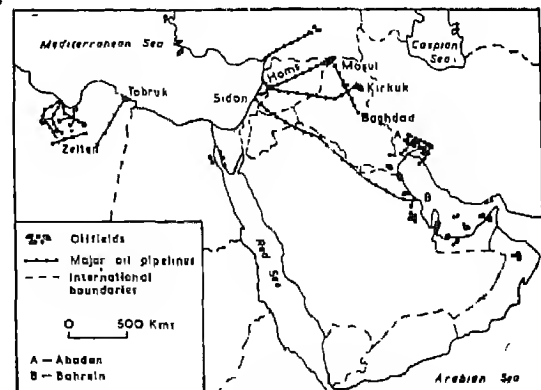 Mediterranean Sea
Caspian
Sea
Homs
Mosul
Kirkuk
Tobruk
Sidon
Baghdad
Zelten
A
B
Red Sea
Arabian Sea
Oilfields
Major oil pipelines
International
boundaries
0 500 Kms
A — Abadan
B — Bahrein